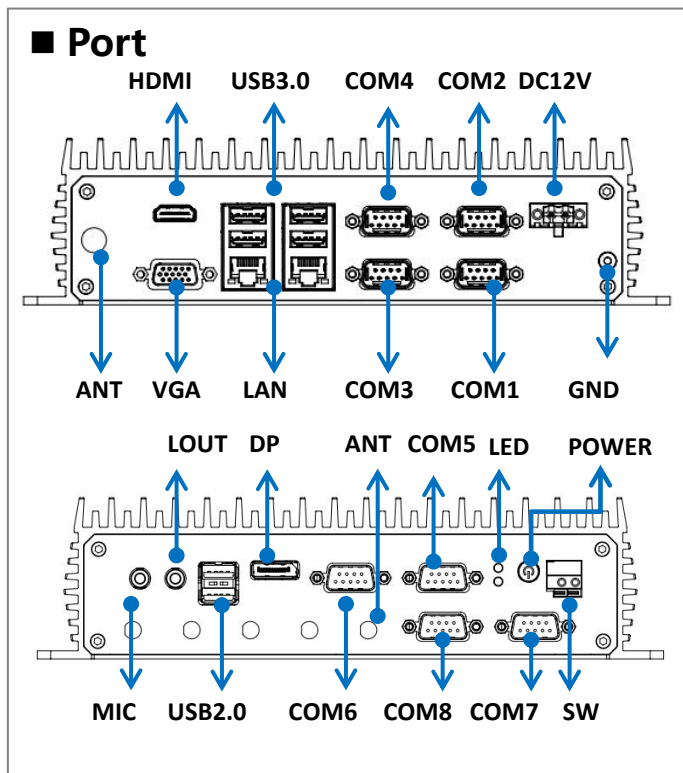 ■ Port
HDMI USB3.0 COM4 COM2 DC12V
ANT VGA LAN COM3 COM1 GND
LOUT DP ANT COM5 LED POWER
MIC USB2.0 COM6 COM8 COM7 SW